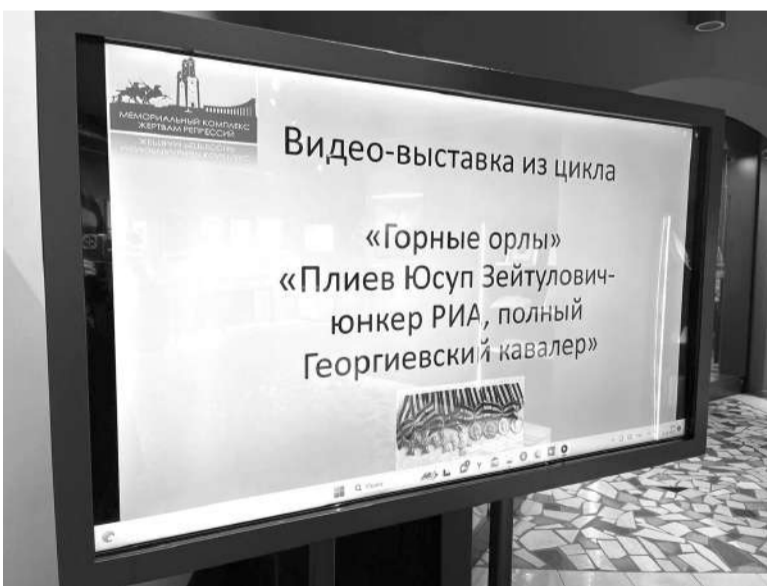 МЕМОРИАЛЬНЫЙ КОМПЛЕКС
ЖЕРТВАМ РЕПРЕССИЙ
Видео-выставка из цикла
«Горные орлы»
«Плиев Юсуп Зейтулович-
юнкер РИА, полный
Георгиевский кавалер»